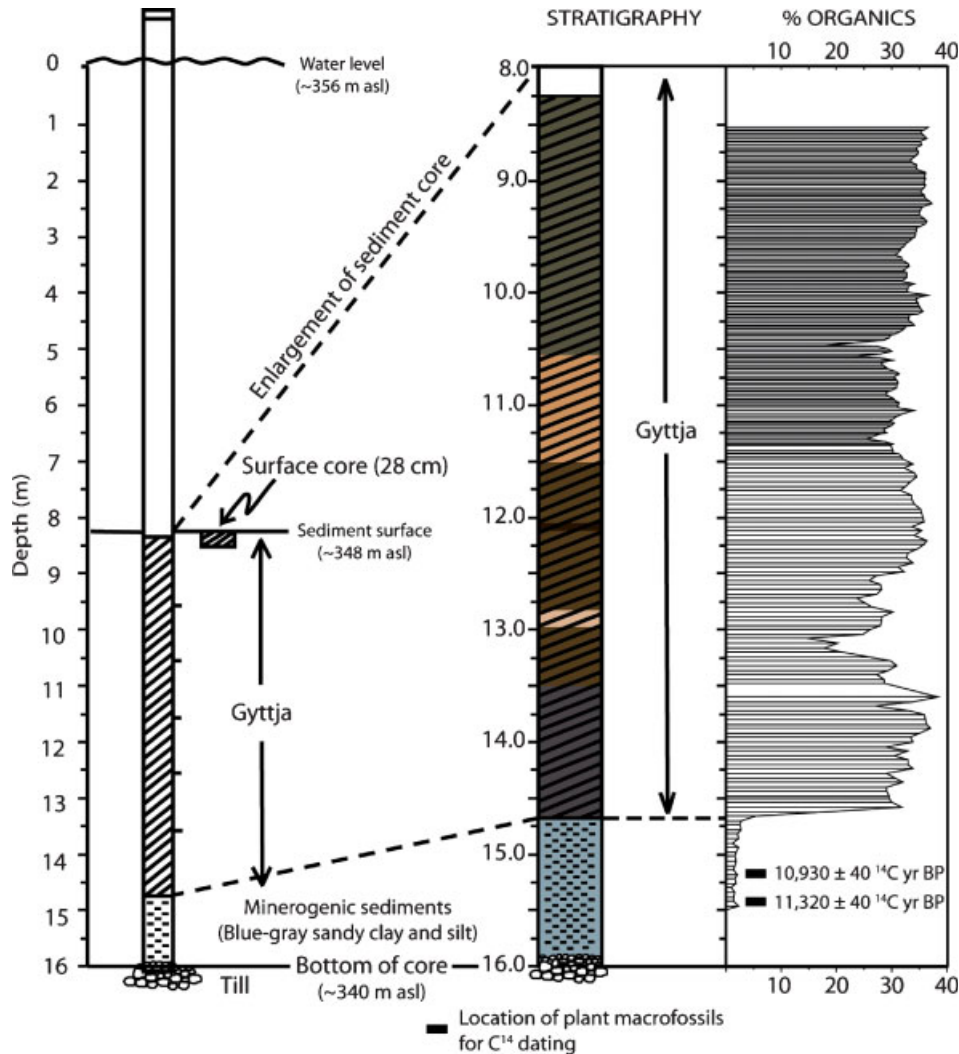 STRATIGRAPHY
% ORGANICS
10 20 30 40
0
Water level
(~356 m asl)
1
2
3
4
5
6
7
8
9
10
11
12
13
14
15
16
Depth (m)
Enlargement of sediment core
Surface core (28 cm)
Sediment surface
(~348 m asl)
Gyttja
Minerogenic sediments
(Blue-gray sandy clay and silt)
Bottom of core
(~340 m asl)
Till
8.0
9.0
10.0
11.0
12.0
13.0
14.0
15.0
16.0
Gyttja
10,930 ± 40 ¹⁴C yr BP
11,320 ± 40 ¹⁴C yr BP
0 10 20 30 40
Location of plant macrofossils
for C¹⁴ dating